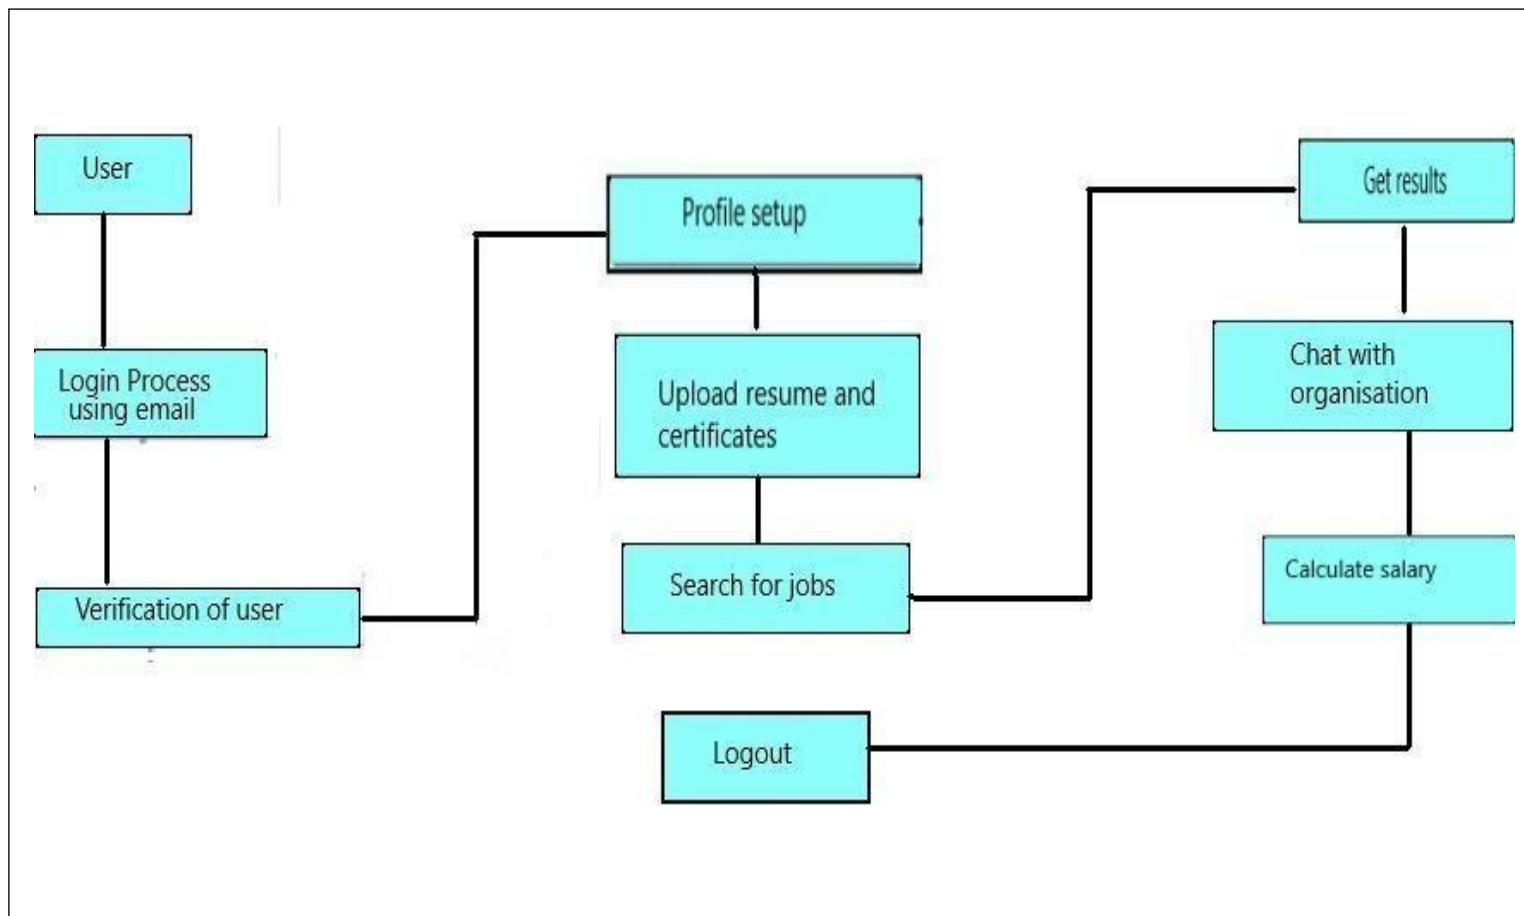 User
Login Process
using email
Verification of user
Profile setup
Upload resume and
certificates
Search for jobs
Get results
Chat with
organisation
Calculate salary
Logout